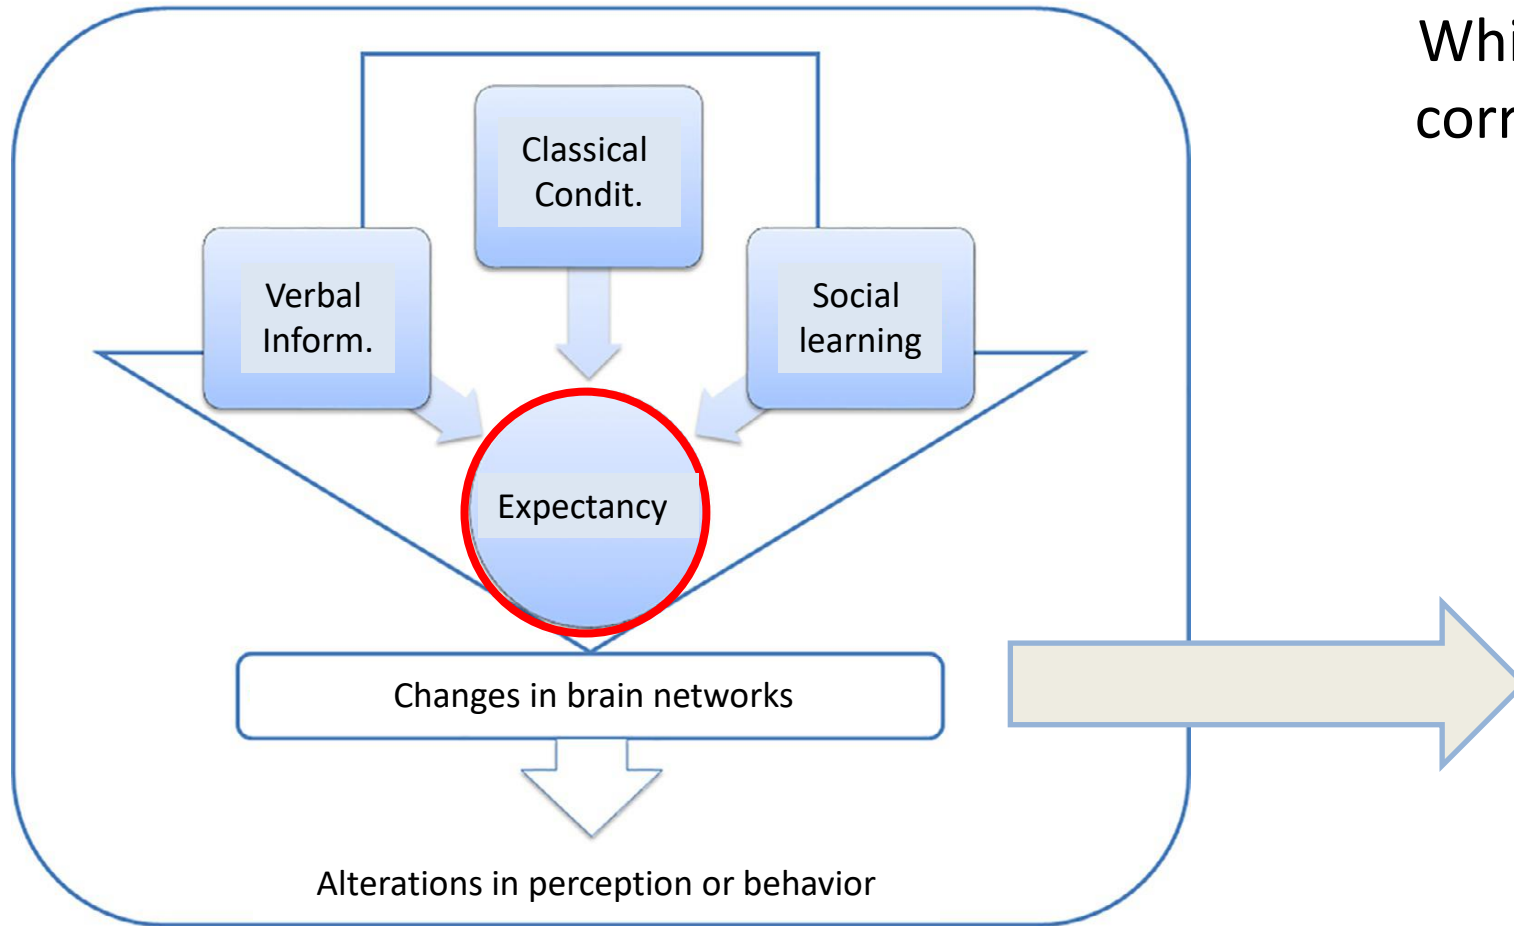 Classical
Condit.
Verbal
Inform.
Social
learning
Expectancy
Changes in brain networks
Alterations in perception or behavior